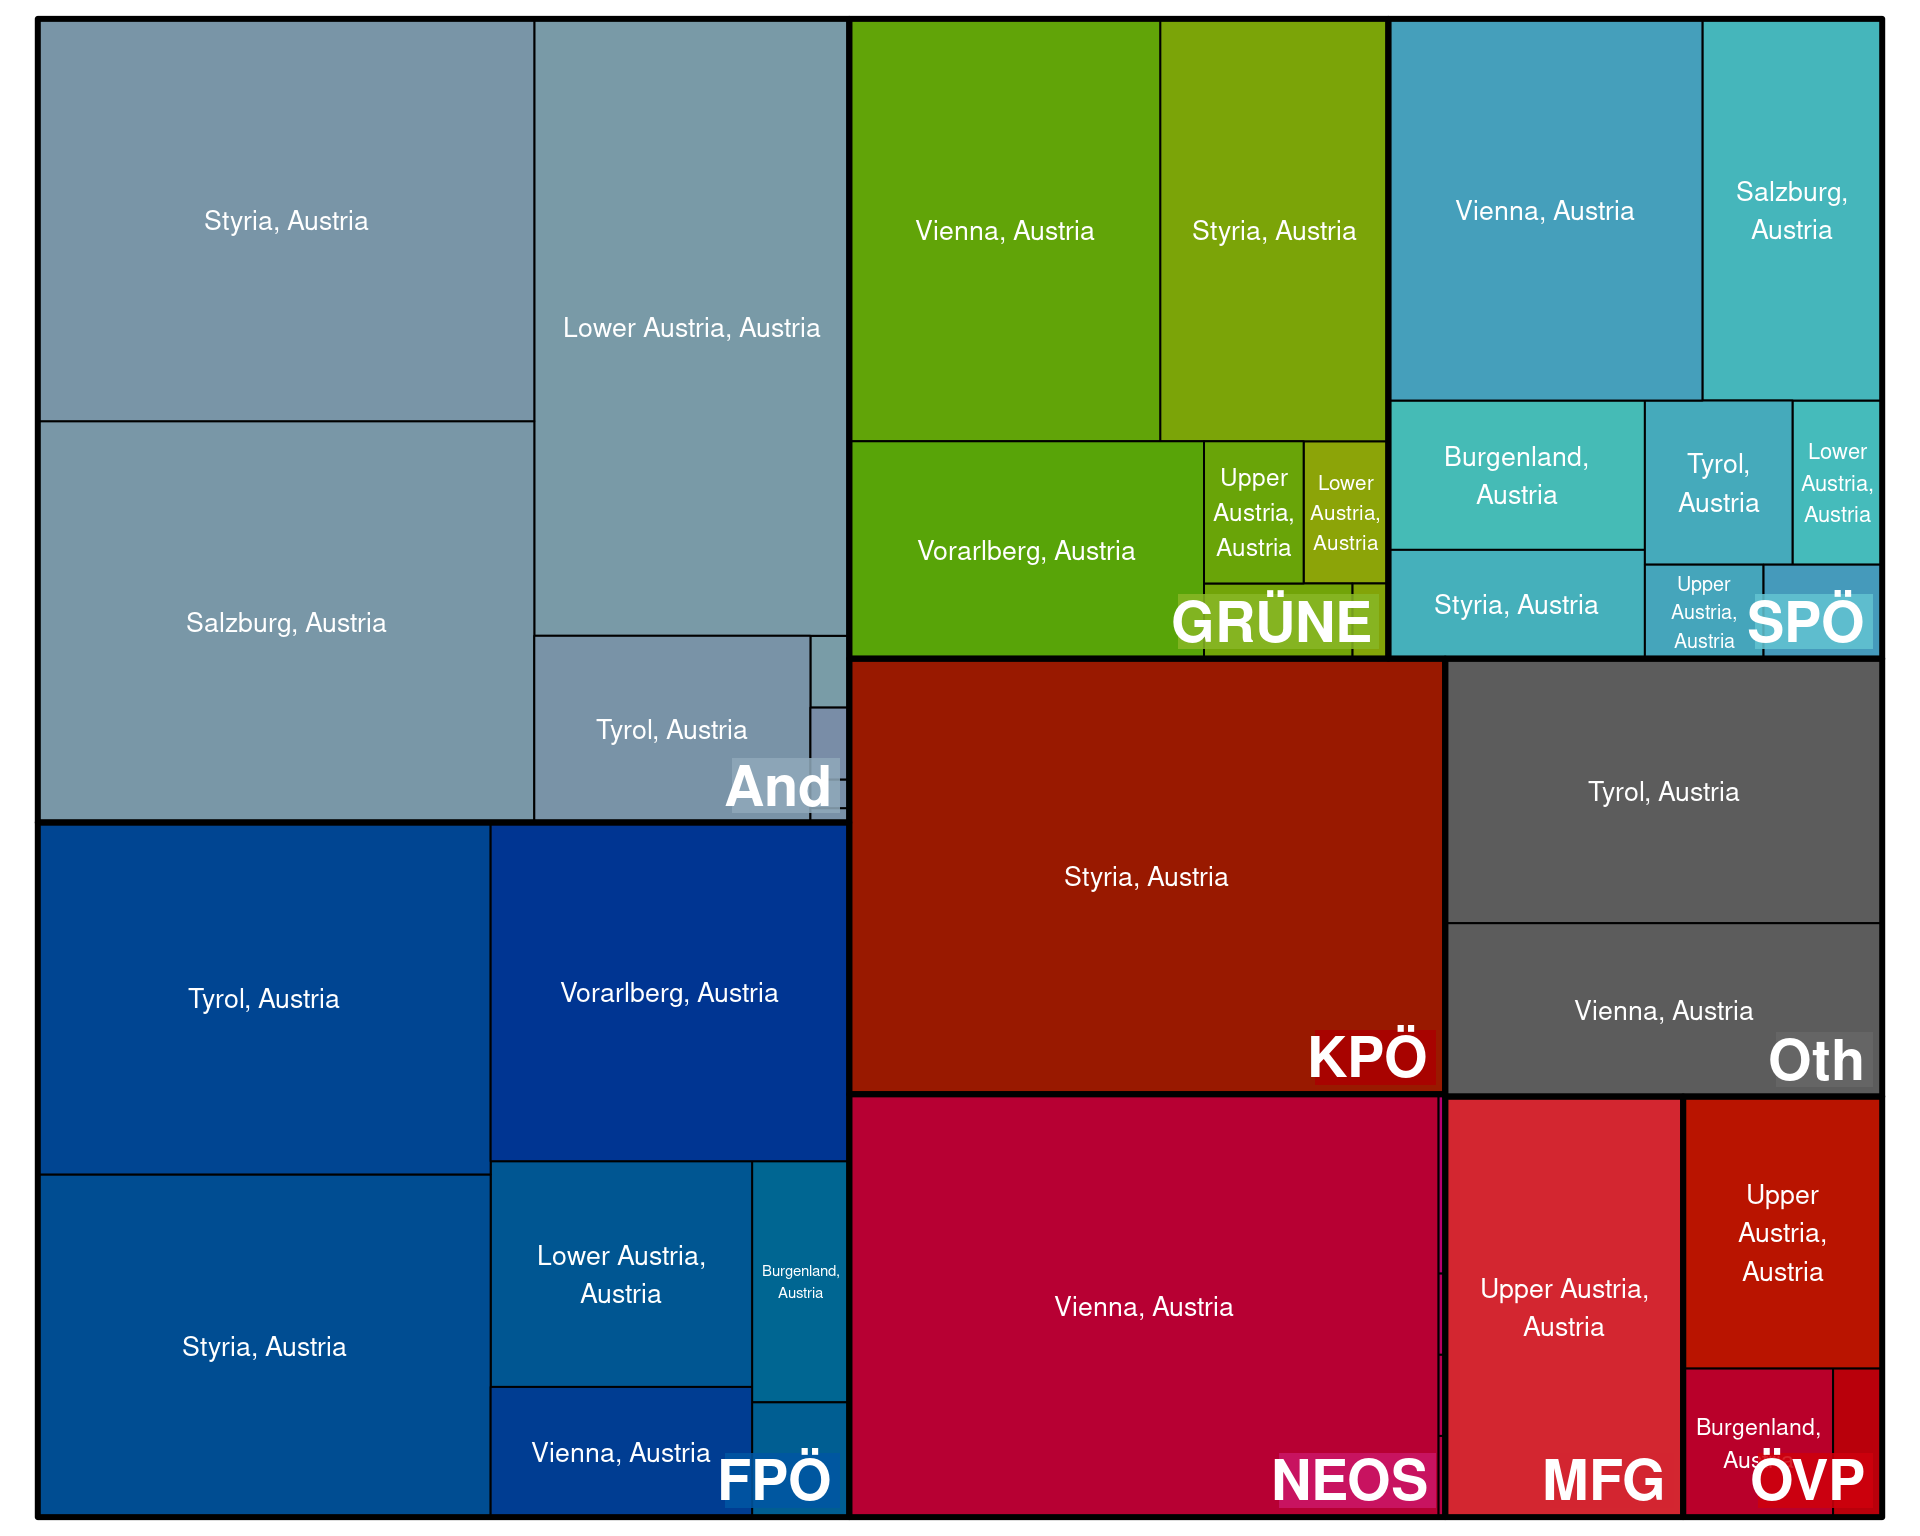 Styria, Austria
Salzburg, Austria
Lower Austria, Austria
Tyrol, Austria
And
Vienna, Austria
Styria, Austria
Vorarlberg, Austria
Upper
Austria,
Austria
Lower
Austria,
Austria
GRÜNE
Vienna, Austria
Salzburg,
Austria
Burgenland,
Austria
Styria, Austria
Tyrol,
Austria
Lower
Austria,
Austria
Upper
Austria,
Austria
SPÖ
Tyrol, Austria
Styria, Austria
Vorarlberg, Austria
Lower Austria,
Austria
Burgenland,
Austria
Vienna, Austria
FPÖ
Styria, Austria
KPÖ
Tyrol, Austria
Vienna, Austria
Oth
Vienna, Austria
NEOS
Upper Austria,
Austria
MFG
Upper
Austria,
Austria
Burgenland,
ÖVP